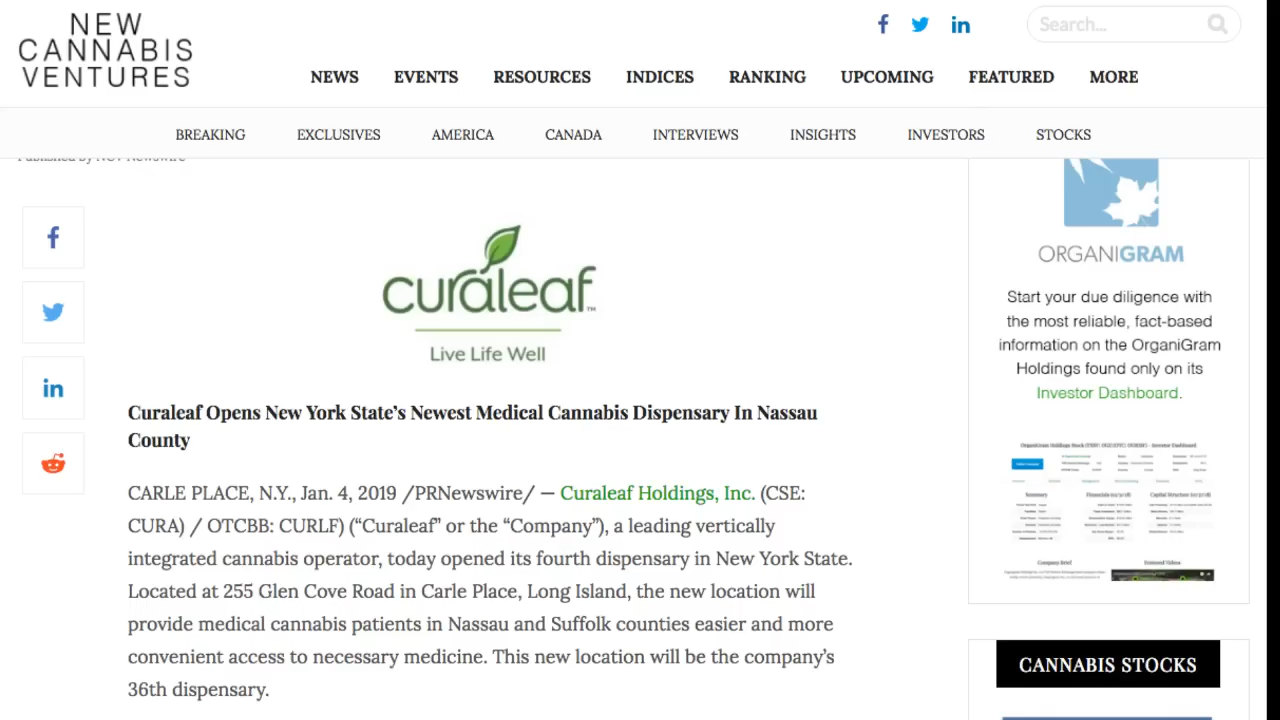 NEW
CANNABIS
VENTURES
Search...
NEWS EVENTS RESOURCES INDICES RANKING UPCOMING FEATURED MORE
BREAKING EXCLUSIVES AMERICA CANADA INTERVIEWS INSIGHTS INVESTORS STOCKS
curaleaf™
Live Life Well
Curaleaf Opens New York State’s Newest Medical Cannabis Dispensary In Nassau
County
CARLE PLACE, N.Y., Jan. 4, 2019 /PRNewswire/ — Curaleaf Holdings, Inc. (CSE:
CURA) / OTCBB: CURLF) (“Curaleaf” or the “Company”), a leading vertically
integrated cannabis operator, today opened its fourth dispensary in New York State.
Located at 255 Glen Cove Road in Carle Place, Long Island, the new location will
provide medical cannabis patients in Nassau and Suffolk counties easier and more
convenient access to necessary medicine. This new location will be the company’s
36th dispensary.
ORGANIGRAM
Start your due diligence with
the most reliable, fact-based
information on the OrganiGram
Holdings found only on its
Investor Dashboard.
Summary
Company Brief
Featured Videos
CANNABIS STOCKS